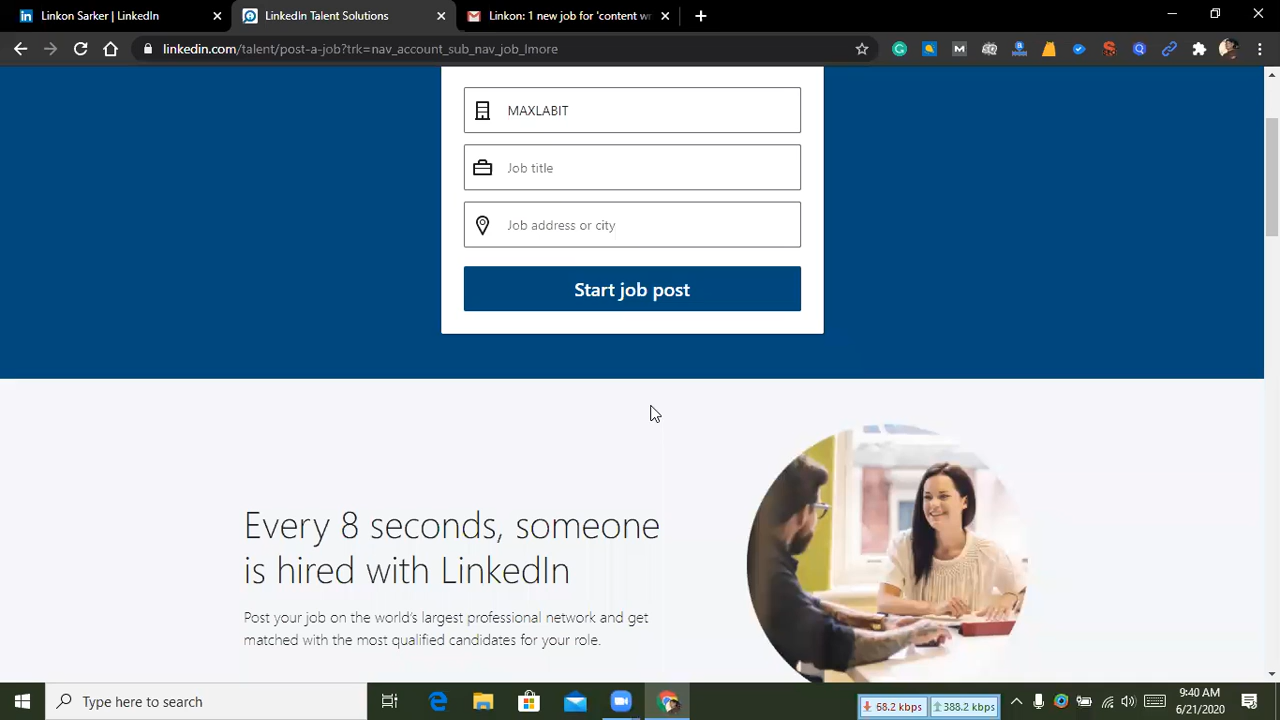 Linkon Sarker | LinkedIn
LinkedIn Talent Solutions
Linkon: 1 new job for 'content wr
linkedin.com/talent/post-a-job?trk=nav_account_sub_nav_job_lmore
MAXLABIT
Job title
Job address or city
Start job post
Every 8 seconds, someone
is hired with LinkedIn
Post your job on the world's largest professional network and get
matched with the most qualified candidates for your role.
Type here to search
68.2 kbps
388.2 kbps
9:40 AM
6/21/2020